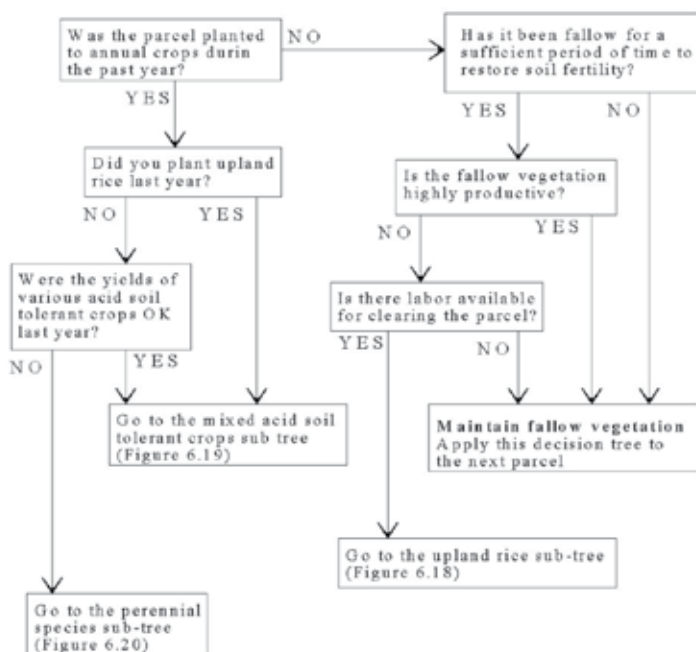 Was the parcel planted
to annual crops durin
the past year?
NO
Has it been fallow for a
sufficient period of time to
restore soil fertility?
YES
YES
NO
Did you plant upland
rice last year?
Is the fallow vegetation
highly productive?
NO
YES
NO
YES
Were the yields of
various acid soil
tolerant crops OK
last year?
Is there labor available
for clearing the parcel?
NO
YES
YES
NO
Go to the mixed acid soil
tolerant crops sub tree
(Figure 6.19)
Maintain fallow vegetation
Apply this decision tree to
the next parcel
Go to the upland rice sub-tree
(Figure 6.18)
Go to the perennial
species sub-tree
(Figure 6.20)